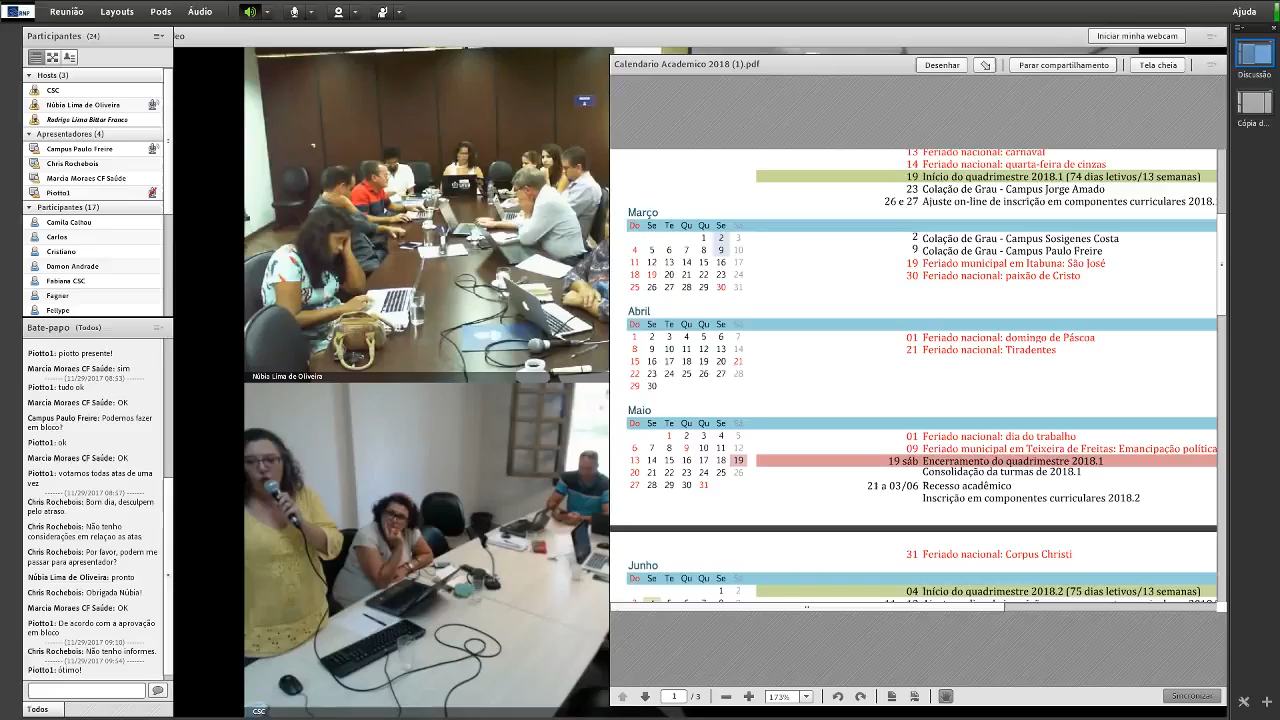 RNP Reunião Layouts Pods Áudio Ajuda
Participantes (24)
eo
Iniciar minha webcam
Hosts (3)
CSC
Núbia Lima de Oliveira
Rodrigo Lima Bittar Franco
Apresentadores (4)
Campus Paulo Freire
Chris Rochebois
Marcia Moraes CF Saúde
Piotto1
Participantes (17)
Camila Calhau
Carlos
Cristiano
Damon Andrade
Fabiana CSC
Fagner
Fellype
Bate-papo (Todos)
Piotto1: piotto presente!
Marcia Moraes CF Saúde: sim
------- (11/29/2017 08:53) -------
Piotto1: tudo ok
Marcia Moraes CF Saúde: OK
Campus Paulo Freire: Podemos fazer
em bloco?
Piotto1: ok
Marcia Moraes CF Saúde: OK
Piotto1: votamos todas atas de uma
vez
------- (11/29/2017 08:57) -------
Chris Rochebois: Bom dia, desculpem
pelo atraso.
Chris Rochebois: Não tenho
considerações em relaçao as atas.
Chris Rochebois: Por favor, podem me
passar para apresentador?
Núbia Lima de Oliveira: pronto
Chris Rochebois: Obrigado Núbia!
Marcia Moraes CF Saúde: OK
Piotto1: De acordo com a aprovação
em bloco
------- (11/29/2017 09:10) -------
Chris Rochebois: Não tenho informes.
------- (11/29/2017 09:54) -------
Piotto1: ótimo!
Todos
Núbia Lima de Oliveira
CSC
Calendario Academico 2018 (1).pdf
Desenhar
Parar compartilhamento
Tela cheia
13 Feriado nacional: carnaval
14 Feriado nacional: quarta-feira de cinzas
19 Início do quadrimestre 2018.1 (74 dias letivos/13 semanas)
23 Colação de Grau - Campus Jorge Amado
26 e 27 Ajuste on-line de inscrição em componentes curriculares 2018.
Março
Do Se Te Qu Qu Se Sá
1 2 3
4 5 6 7 8 9 10
11 12 13 14 15 16 17
18 19 20 21 22 23 24
25 26 27 28 29 30 31
2 Colação de Grau - Campus Sosigenes Costa
9 Colação de Grau - Campus Paulo Freire
19 Feriado municipal em Itabuna: São José
30 Feriado nacional: paixão de Cristo
Abril
Do Se Te Qu Qu Se Sá
1 2 3 4 5 6 7
8 9 10 11 12 13 14
15 16 17 18 19 20 21
22 23 24 25 26 27 28
29 30
01 Feriado nacional: domingo de Páscoa
21 Feriado nacional: Tiradentes
Maio
Do Se Te Qu Qu Se Sá
1 2 3 4 5
6 7 8 9 10 11 12
13 14 15 16 17 18 19
20 21 22 23 24 25 26
27 28 29 30 31
01 Feriado nacional: dia do trabalho
09 Feriado municipal em Teixeira de Freitas: Emancipação política
19 sáb Encerramento do quadrimestre 2018.1
Consolidação da turmas de 2018.1
21 a 03/06 Recesso acadêmico
Inscrição em componentes curriculares 2018.2
31 Feriado nacional: Corpus Christi
Junho
Do Se Te Qu Qu Se Sá
1 2
04 Início do quadrimestre 2018.2 (75 dias letivos/13 semanas)
1 / 3
173%
Sincronizar
Discussão
Cópia d...